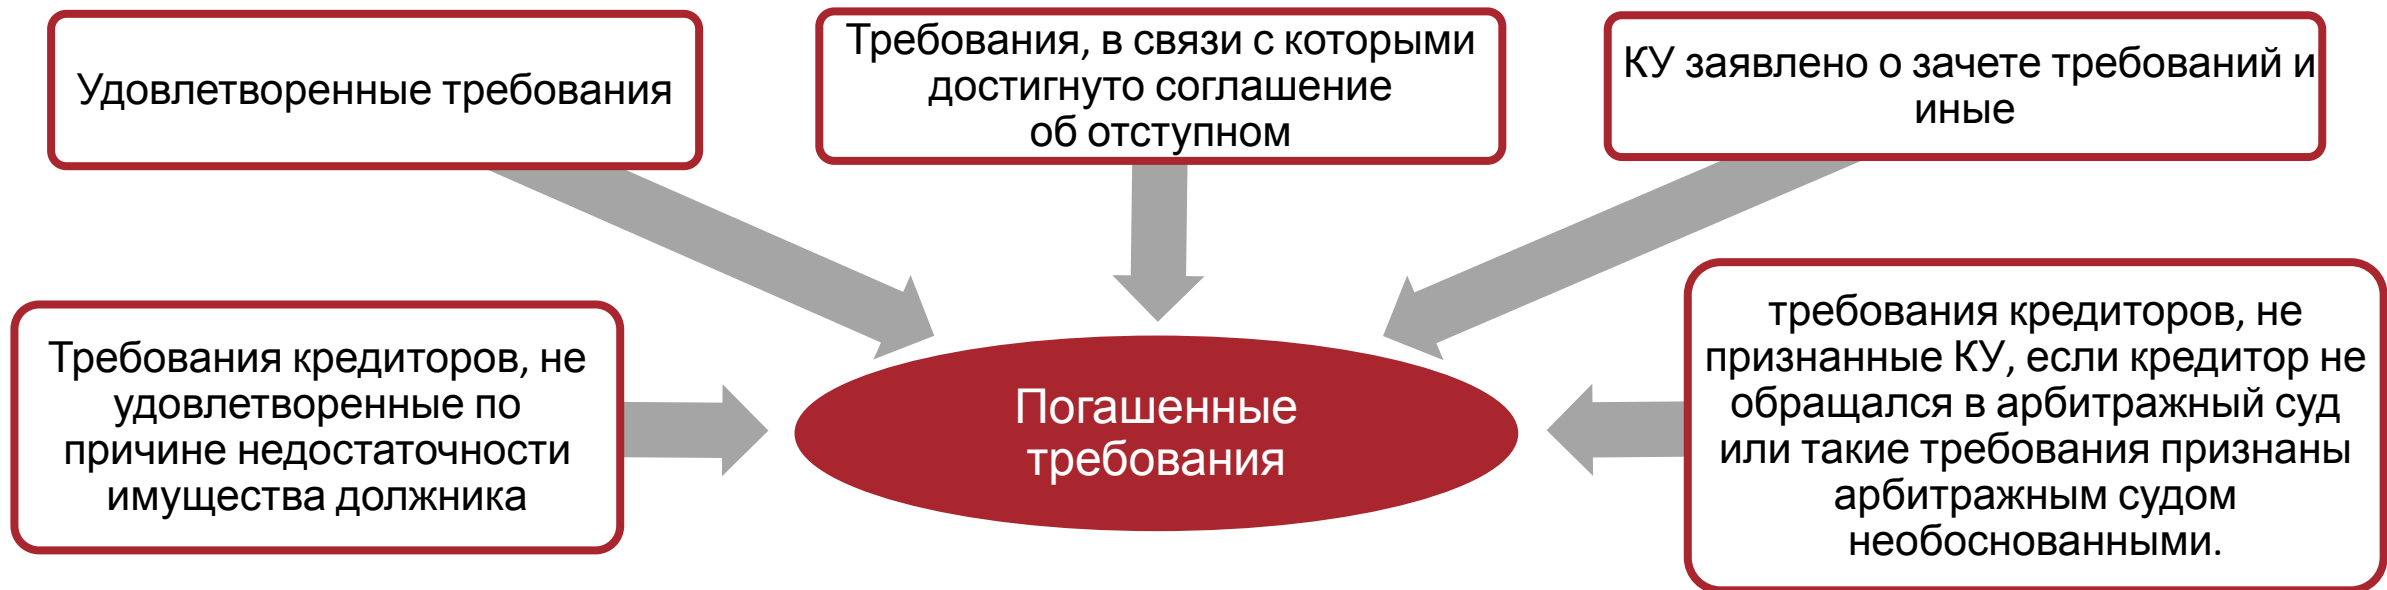 Удовлетворенные требования
Требования, в связи с которыми
достигнуто соглашение
об отступном
КУ заявлено о зачете требований и
иные
Требования кредиторов, не
удовлетворенные по
причине недостаточности
имущества должника
Погашенные
требования
требования кредиторов, не
признанные КУ, если кредитор не
обращался в арбитражный суд
или такие требования признаны
арбитражным судом
необоснованными.